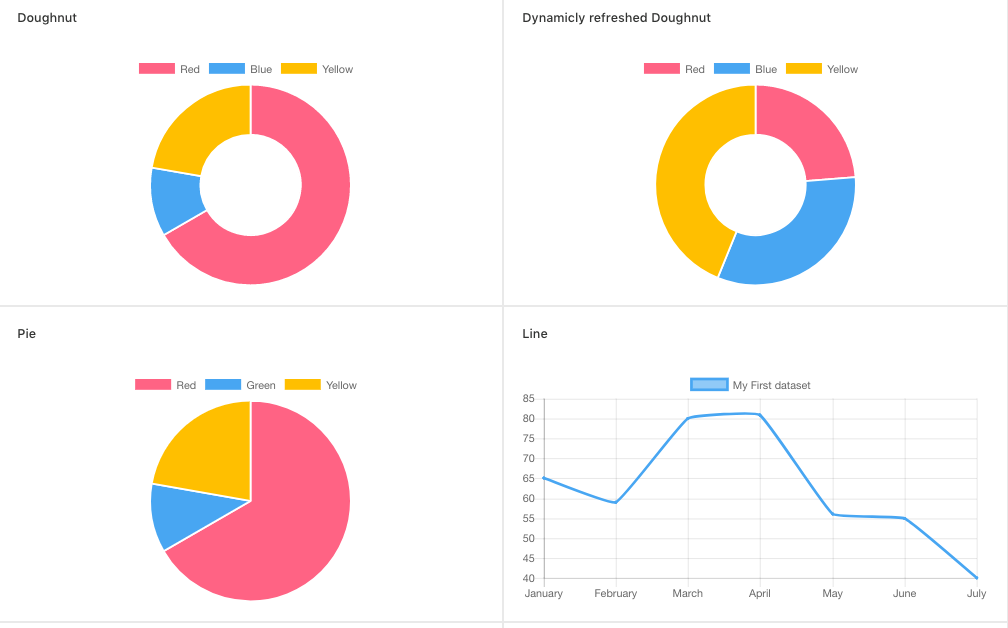 Doughnut
Red Blue Yellow
Dynamicly refreshed Doughnut
Red Blue Yellow
Pie
Red Green Yellow
Line
My First dataset
85
80
75
70
65
60
55
50
45
40
January February March April May June July